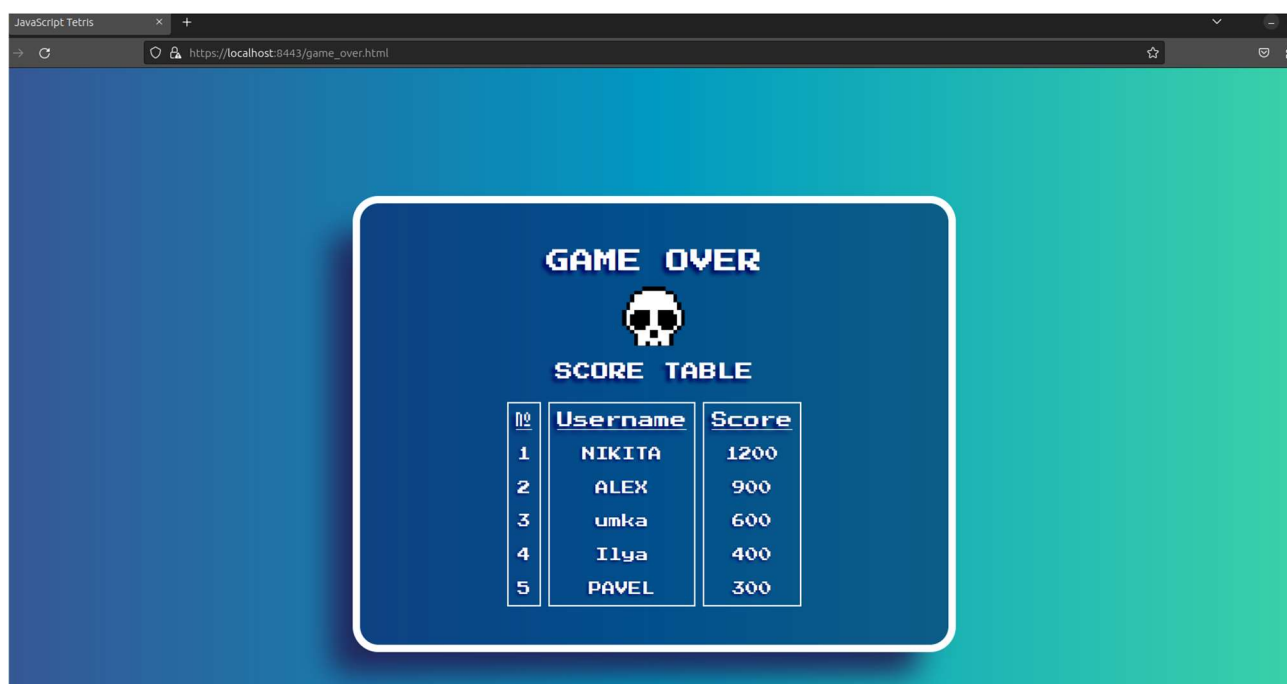 JavaScript Tetris
https://localhost:8443/game_over.html
GAME OVER
SCORE TABLE
№ Username Score
1 NIKITA 1200
2 ALEX 900
3 umka 600
4 Ilya 400
5 PAVEL 300